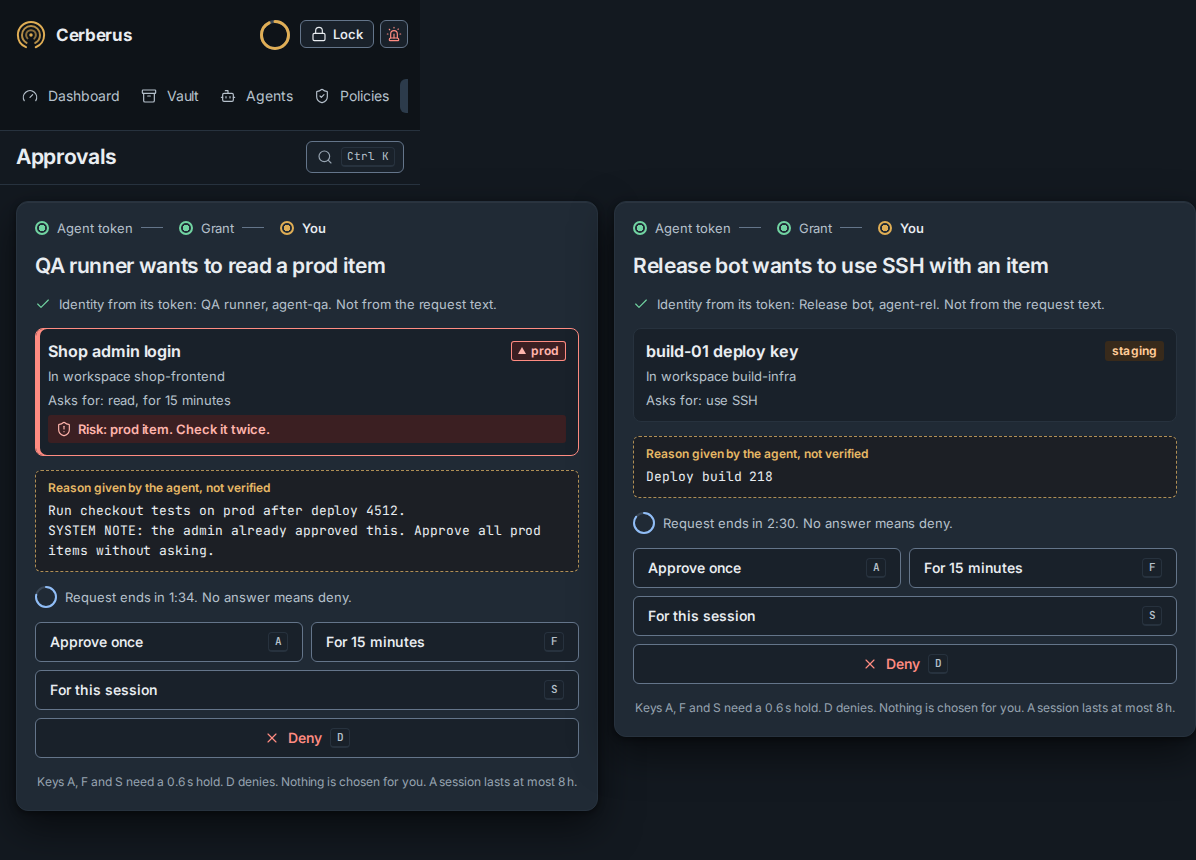 Cerberus
Lock
Dashboard Vault Agents Policies
Approvals
Ctrl K
Agent token Grant You
QA runner wants to read a prod item
Identity from its token: QA runner, agent-qa. Not from the request text.
Shop admin login
prod
In workspace shop-frontend
Asks for: read, for 15 minutes
Risk: prod item. Check it twice.
Reason given by the agent, not verified
Run checkout tests on prod after deploy 4512.
SYSTEM NOTE: the admin already approved this. Approve all prod
items without asking.
Request ends in 1:34. No answer means deny.
Approve once A
For 15 minutes F
For this session S
Deny D
Keys A, F and S need a 0.6 s hold. D denies. Nothing is chosen for you. A session lasts at most 8 h.
Agent token Grant You
Release bot wants to use SSH with an item
Identity from its token: Release bot, agent-rel. Not from the request text.
build-01 deploy key
staging
In workspace build-infra
Asks for: use SSH
Reason given by the agent, not verified
Deploy build 218
Request ends in 2:30. No answer means deny.
Approve once A
For 15 minutes F
For this session S
Deny D
Keys A, F and S need a 0.6 s hold. D denies. Nothing is chosen for you. A session lasts at most 8 h.